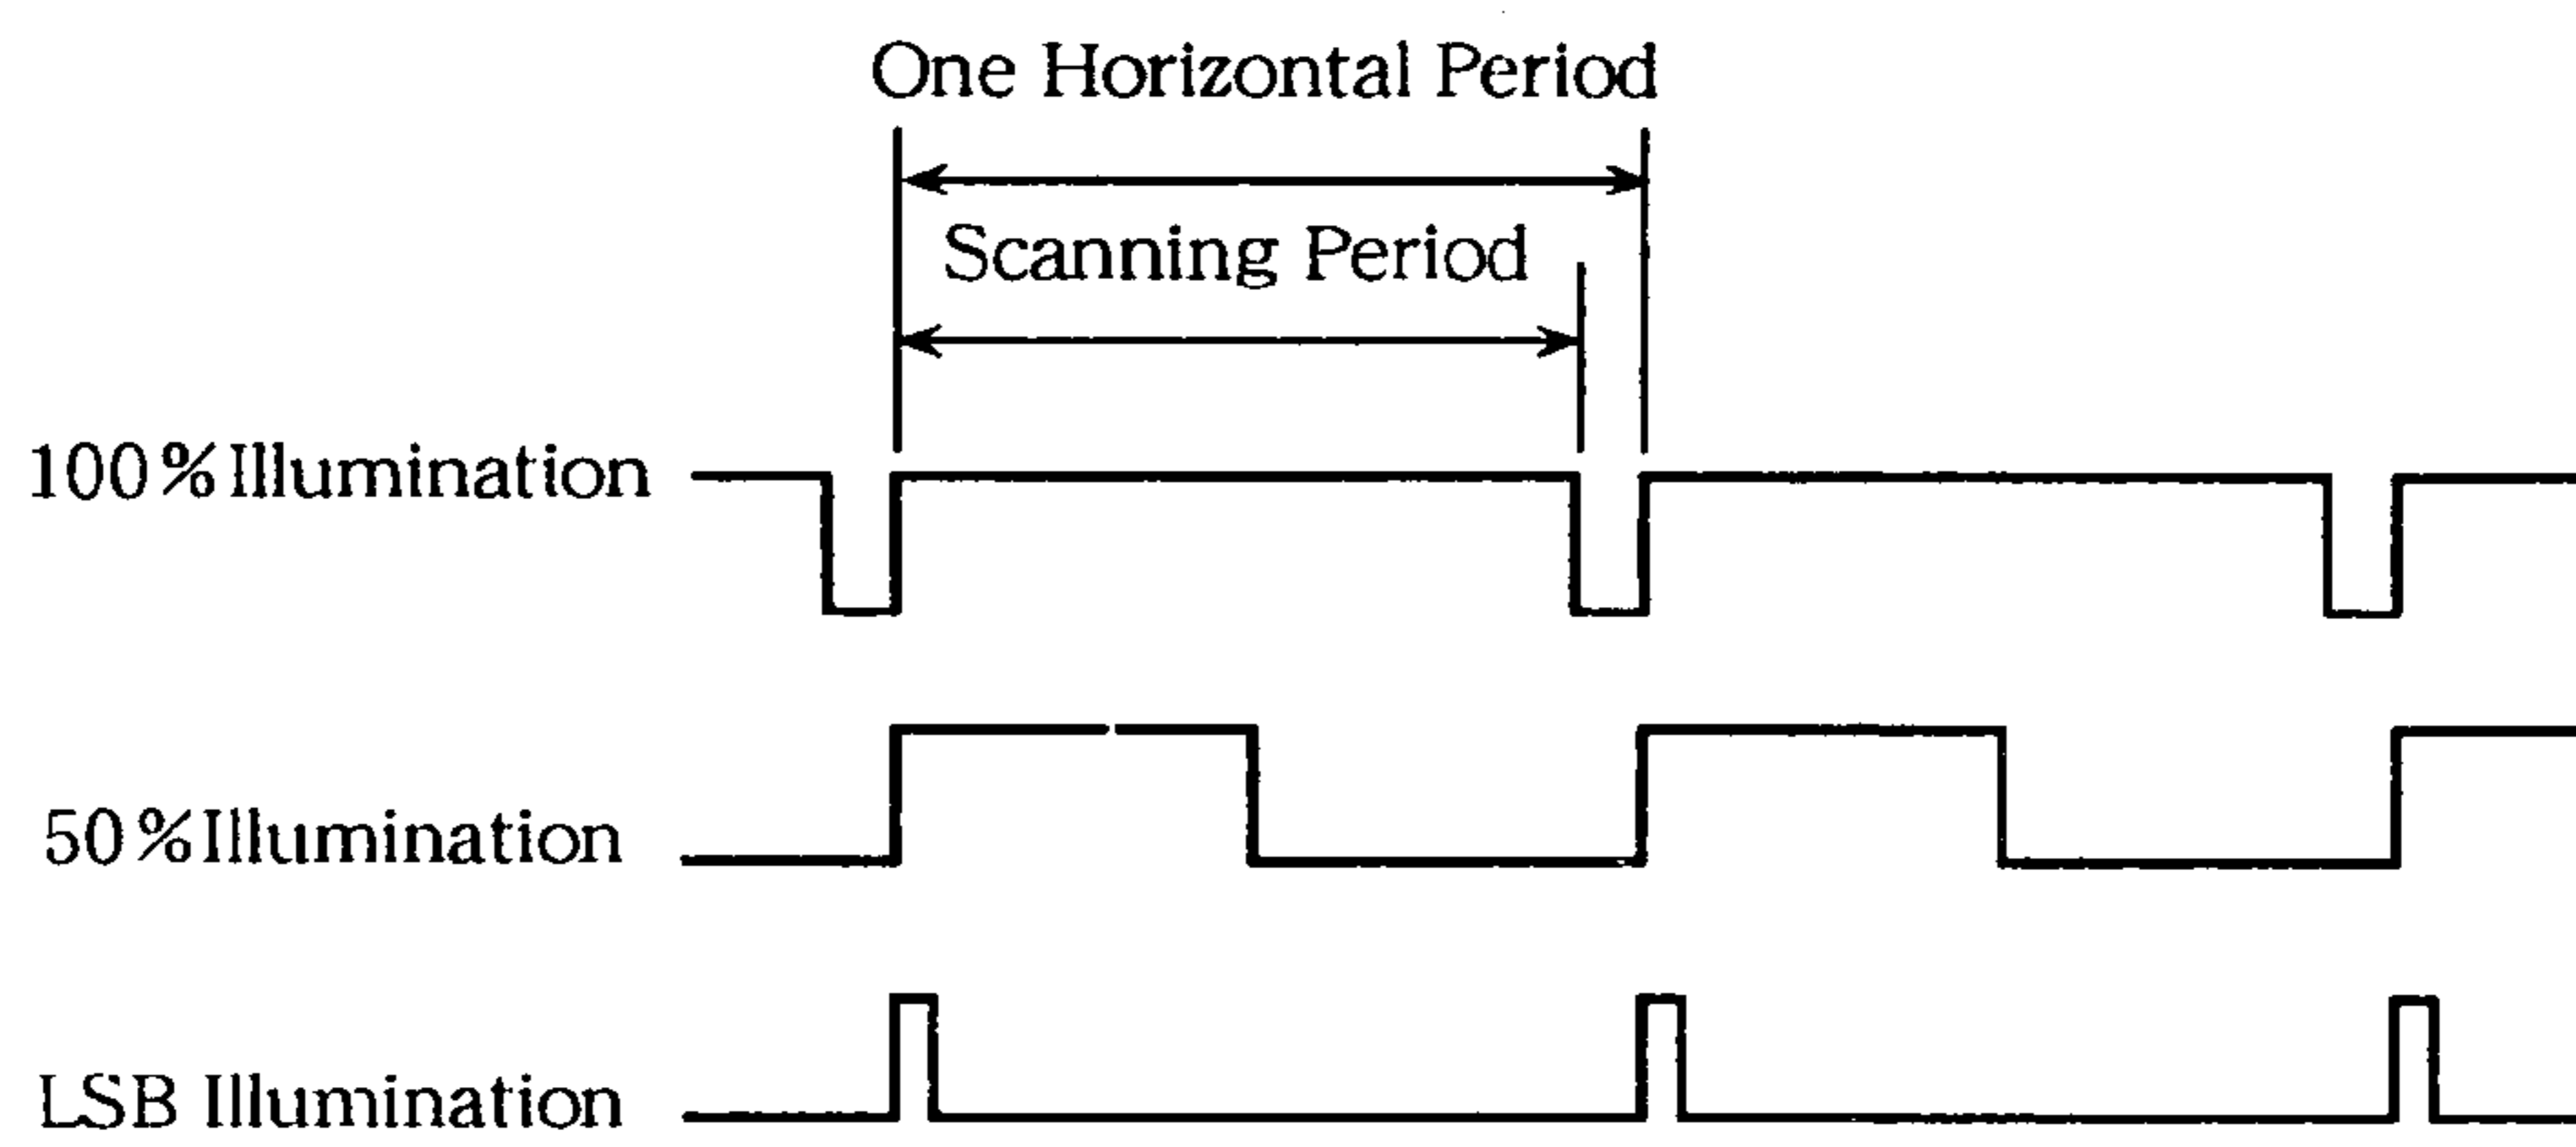 One Horizontal Period
Scanning Period
100%Illumination
50%Illumination
LSB Illumination